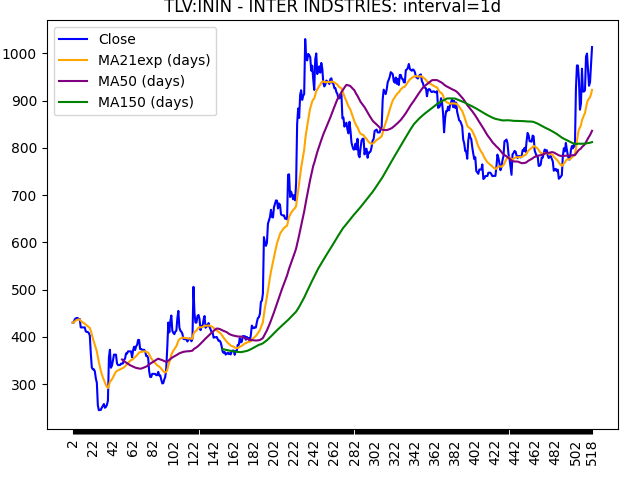 TLV:ININ - INTER INDSTRIES: interval=1d
Close
MA21exp (days)
MA50 (days)
MA150 (days)
1000
900
800
700
600
500
400
300
2 22 42 62 82 102 122 142 162 182 202 222 242 262 282 302 322 342 362 382 402 422 442 462 482 502 518